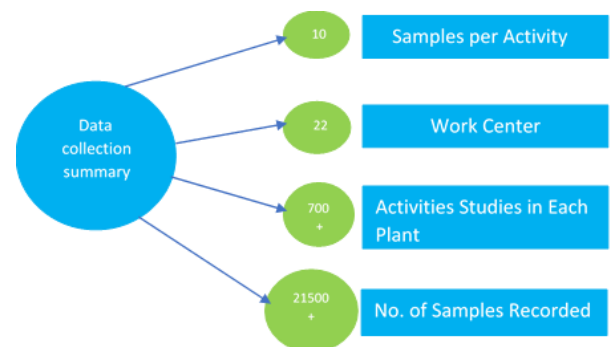 Data
collection
summary
10
Samples per Activity
22
Work Center
700
+
Activities Studies in Each
Plant
21500
+
No. of Samples Recorded